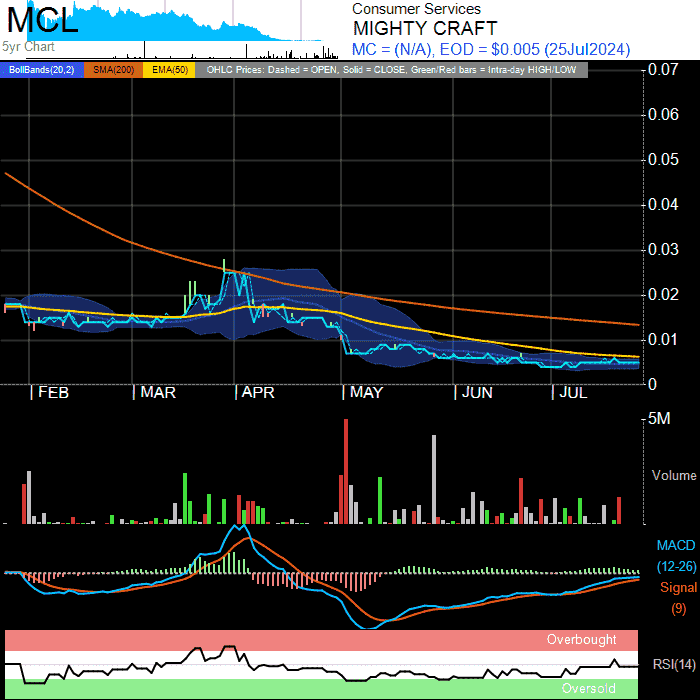 MCL
5yr Chart
Consumer Services
MIGHTY CRAFT
MC = (N/A), EOD = $0.005 (25Jul2024)
BollBands(20,2) SMA(200) EMA(50) OHLC Prices: Dashed = OPEN, Solid = CLOSE, Green/Red bars = Intra-day HIGH/LOW
0.07
0.06
0.05
0.04
0.03
0.02
0.01
0
| FEB | MAR | APR | MAY | JUN | JUL
5M
Volume
MACD
(12-26)
Signal
(9)
Overbought
RSI(14)
Oversold